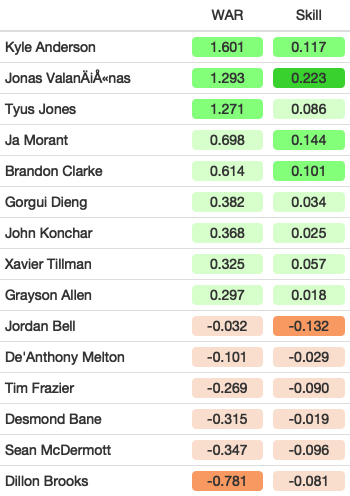 WAR Skill
Kyle Anderson 1.601 0.117
Jonas ValanÄiÅ«nas 1.293 0.223
Tyus Jones 1.271 0.086
Ja Morant 0.698 0.144
Brandon Clarke 0.614 0.101
Gorgui Dieng 0.382 0.034
John Konchar 0.368 0.025
Xavier Tillman 0.325 0.057
Grayson Allen 0.297 0.018
Jordan Bell -0.032 -0.132
De'Anthony Melton -0.101 -0.029
Tim Frazier -0.269 -0.090
Desmond Bane -0.315 -0.019
Sean McDermott -0.347 -0.096
Dillon Brooks -0.781 -0.081